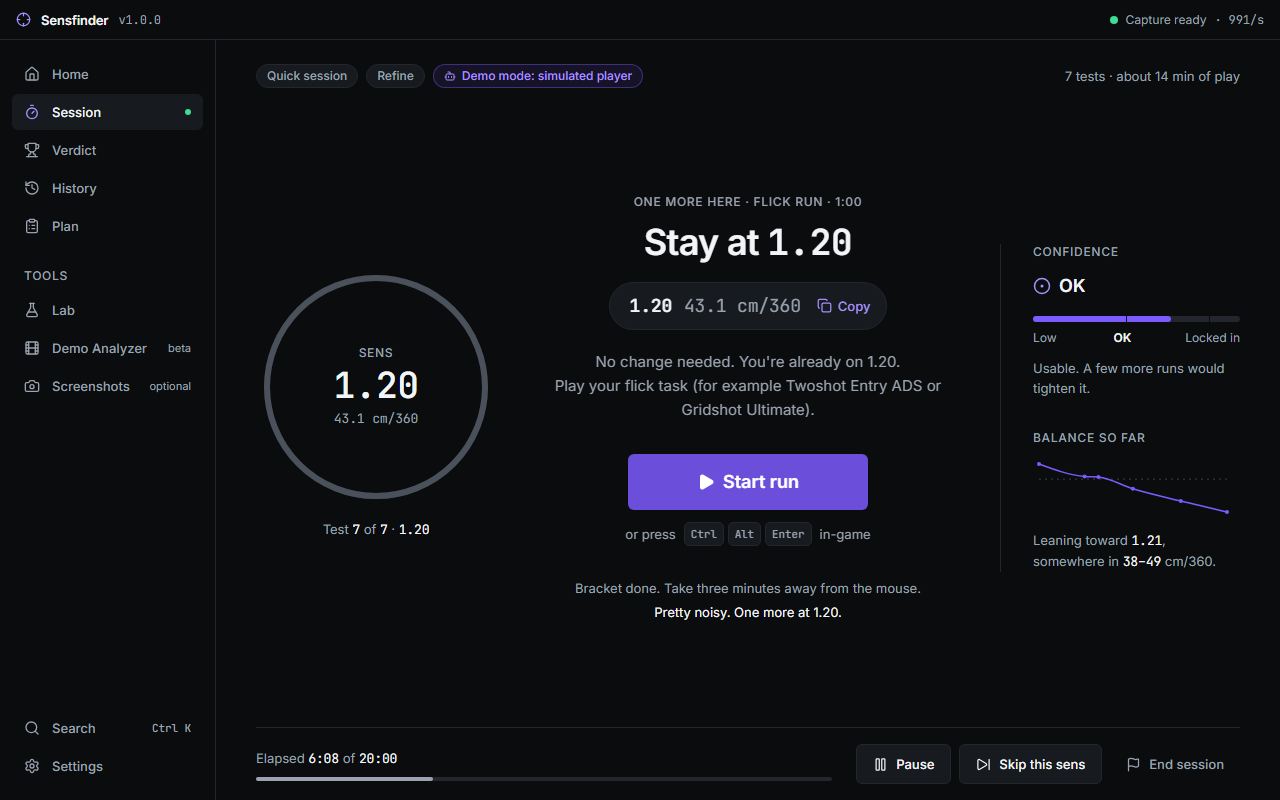 Sensfinder v1.0.0
Capture ready · 991/s
Home
Session
Verdict
History
Plan
TOOLS
Lab
Demo Analyzer beta
Screenshots optional
Search Ctrl K
Settings
Quick session
Refine
Demo mode: simulated player
7 tests · about 14 min of play
SENS
1.20
43.1 cm/360
Test 7 of 7 · 1.20
ONE MORE HERE · FLICK RUN · 1:00
Stay at 1.20
1.20 43.1 cm/360 Copy
No change needed. You're already on 1.20.
Play your flick task (for example Twoshot Entry ADS or
Gridshot Ultimate).
Start run
or press Ctrl Alt Enter in-game
Bracket done. Take three minutes away from the mouse.
Pretty noisy. One more at 1.20.
CONFIDENCE
OK
Low OK Locked in
Usable. A few more runs would
tighten it.
BALANCE SO FAR
Leaning toward 1.21,
somewhere in 38–49 cm/360.
Elapsed 6:08 of 20:00
Pause
Skip this sens
End session